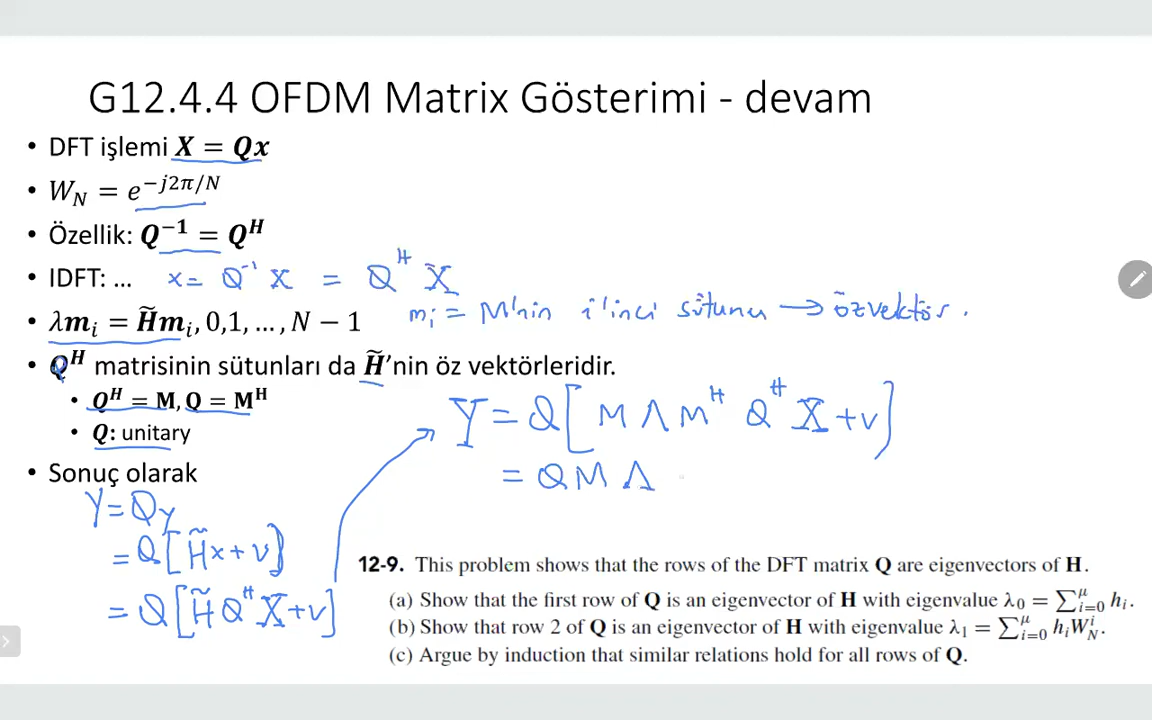 G12.4.4 OFDM Matrix Gösterimi - devam
• DFT işlemi X = Qx
• W_N = e^{-j2π/N}
• Özellik: Q^{-1} = Q^H
• IDFT: ... x = Q^{-1} X = Q^H X
• λm_i = H̃m_i, 0,1, ..., N − 1 m_i = M'nin i'inci sütunu → özvektör.
• Q^H matrisinin sütunları da H̃'nin öz vektörleridir.
• Q^H = M, Q = M^H
• Q: unitary
Y = Q[M Λ M^H Q^H X + v]
= Q M Λ
• Sonuç olarak
Y = Qy
= Q[H̃x + v]
= Q[H̃ Q^H X + v]
12-9. This problem shows that the rows of the DFT matrix Q are eigenvectors of H.
(a) Show that the first row of Q is an eigenvector of H with eigenvalue λ_0 = ∑_{i=0}^{μ} h_i.
(b) Show that row 2 of Q is an eigenvector of H with eigenvalue λ_1 = ∑_{i=0}^{μ} h_i W_N^i.
(c) Argue by induction that similar relations hold for all rows of Q.